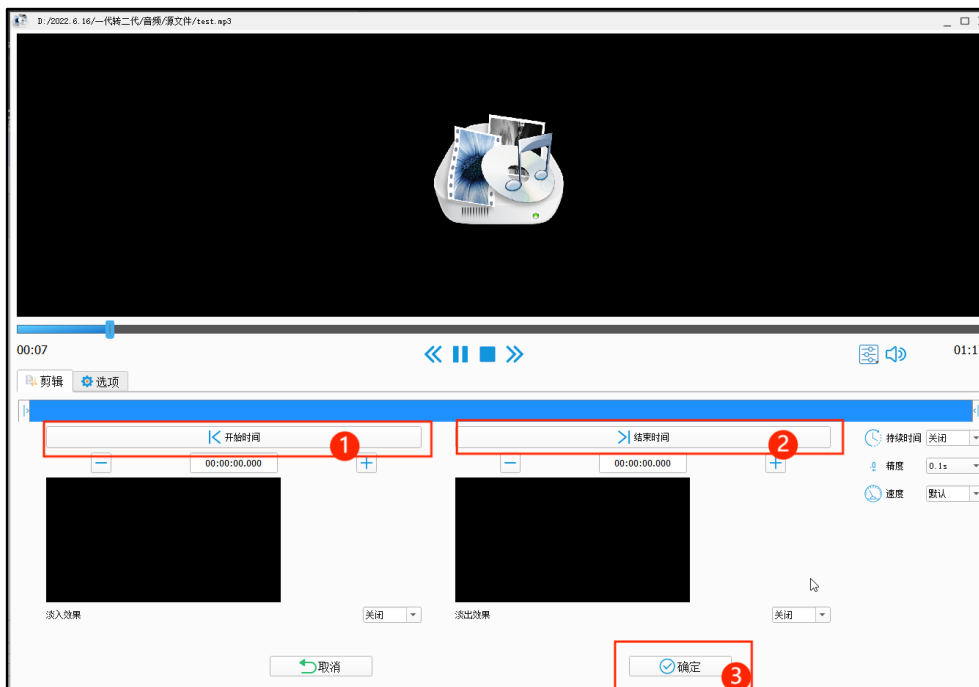 D:/2022.6.16/一代转二代/音频/源文件/test.mp3
00:07
01:1
剪辑
选项
开始时间
1
结束时间
2
持续时间 关闭
00:00:00.000
00:00:00.000
精度 0.1s
速度 默认
淡入效果 关闭
淡出效果 关闭
取消
确定
3